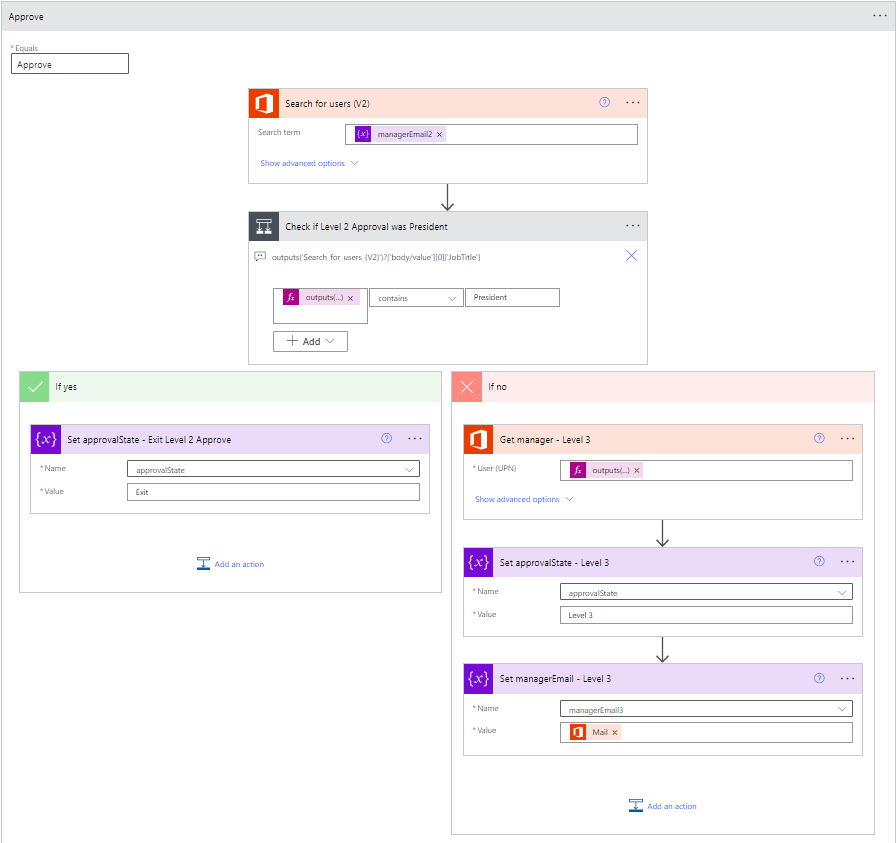 Approve
* Equals
Approve
Search for users (V2)
Search term
{x} managerEmail2 ×
Show advanced options
Check if Level 2 Approval was President
outputs('Search_for_users_(V2)')?['body/value'][0]['JobTitle']
fx outputs(...) ×
contains
President
+ Add
If yes
{x} Set approvalState - Exit Level 2 Approve
* Name
approvalState
* Value
Exit
Add an action
If no
Get manager - Level 3
* User (UPN)
fx outputs(...) ×
Show advanced options
{x} Set approvalState - Level 3
* Name
approvalState
* Value
Level 3
{x} Set managerEmail - Level 3
* Name
managerEmail3
* Value
Mail ×
Add an action